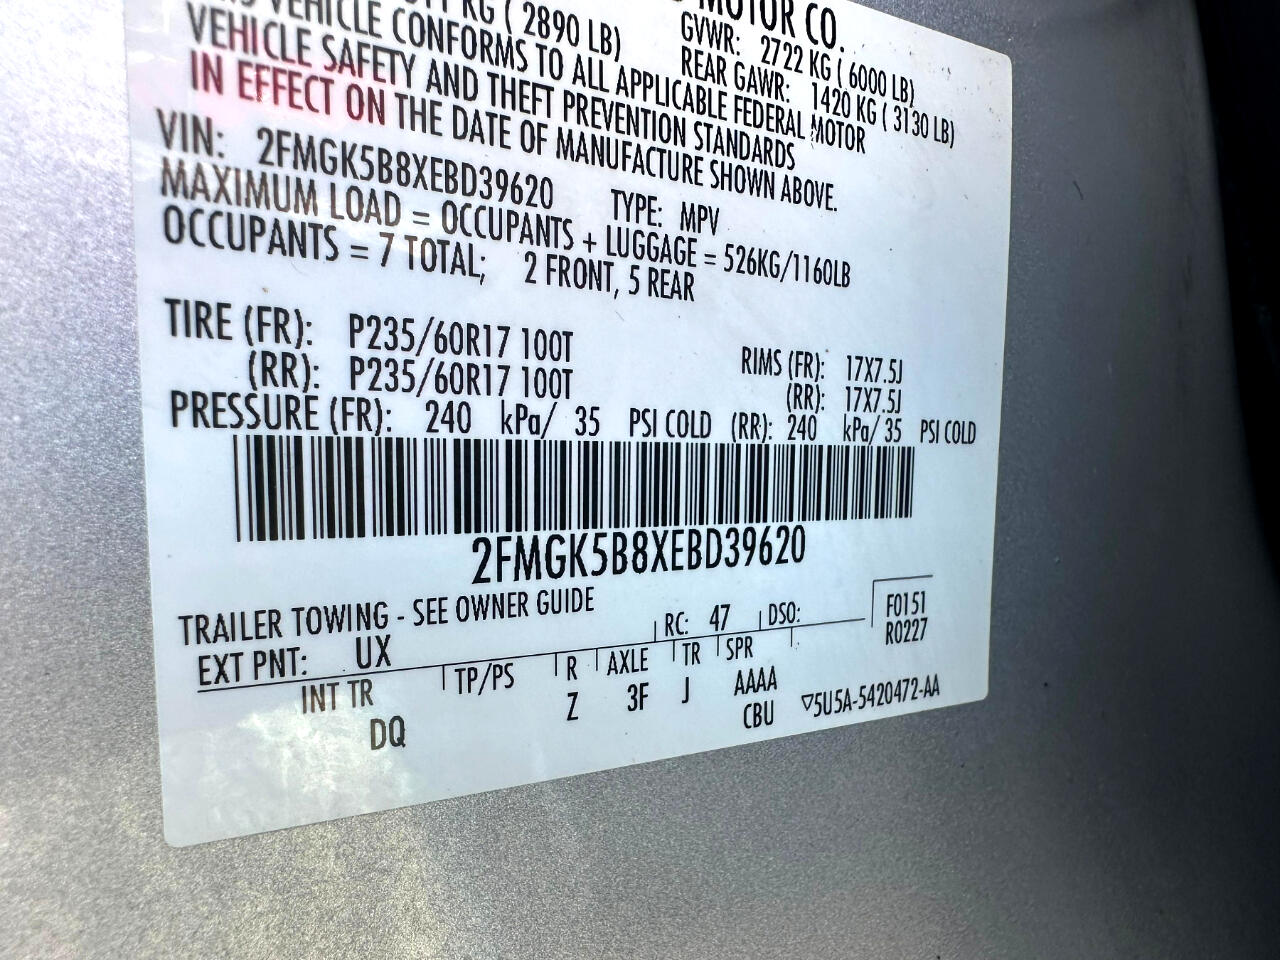 MOTOR CO.
GVWR: 2722 KG ( 6000 LB)
KG ( 2890 LB) REAR GAWR: 1420 KG ( 3130 LB)
VEHICLE CONFORMS TO ALL APPLICABLE FEDERAL MOTOR
VEHICLE SAFETY AND THEFT PREVENTION STANDARDS
IN EFFECT ON THE DATE OF MANUFACTURE SHOWN ABOVE.
VIN: 2FMGK5B8XEBD39620 TYPE: MPV
MAXIMUM LOAD = OCCUPANTS + LUGGAGE = 526KG/1160LB
OCCUPANTS = 7 TOTAL; 2 FRONT, 5 REAR
TIRE (FR): P235/60R17 100T RIMS (FR): 17X7.5J
(RR): P235/60R17 100T (RR): 17X7.5J
PRESSURE (FR): 240 kPa/ 35 PSI COLD (RR): 240 kPa/ 35 PSI COLD
2FMGK5B8XEBD39620
TRAILER TOWING - SEE OWNER GUIDE
EXT PNT: UX RC: 47 DSO: F0151
R0227
INT TR TP/PS R AXLE TR SPR
DQ Z 3F J AAAA
CBU ▽5U5A-5420472-AA